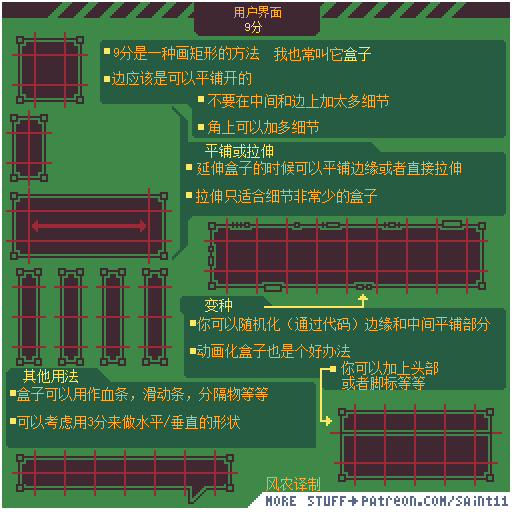 用户界面
9分
9分是一种画矩形的方法 我也常叫它盒子
边应该是可以平铺开的
不要在中间和边上加太多细节
角上可以加多细节
平铺或拉伸
延伸盒子的时候可以平铺边缘或者直接拉伸
拉伸只适合细节非常少的盒子
变种
你可以随机化（通过代码）边缘和中间平铺部分
动画化盒子也是个好办法
你可以加上头部
或者脚标等等
其他用法
盒子可以用作血条，滑动条，分隔物等等
可以考虑用3分来做水平/垂直的形状
风农译制
MORE STUFF→PATREON.COM/SAINT11